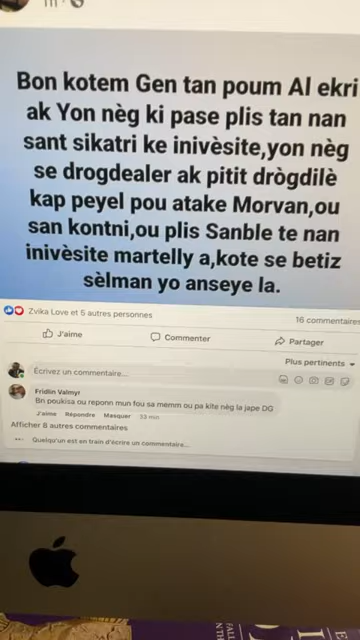 Bon kotem Gen tan poum Al ekri
ak Yon nèg ki pase plis tan nan
sant sikatri ke inivèsite,yon nèg
se drogdealer ak pitit drògdilè
kap peyel pou atake Morvan,ou
san kontni,ou plis Sanble te nan
inivèsite martelly a,kote se betiz
sèlman yo anseye la.
Zvika Love et 5 autres personnes
16 commentaires
J'aime
Commenter
Partager
Plus pertinents
Écrivez un commentaire...
Fridlin Valmyr
Bn poukisa ou reponn mun fou sa memm ou pa kite nèg la jape DG
J'aime Répondre Masquer 33 min
Afficher 8 autres commentaires
Quelqu'un est en train d'écrire un commentaire...